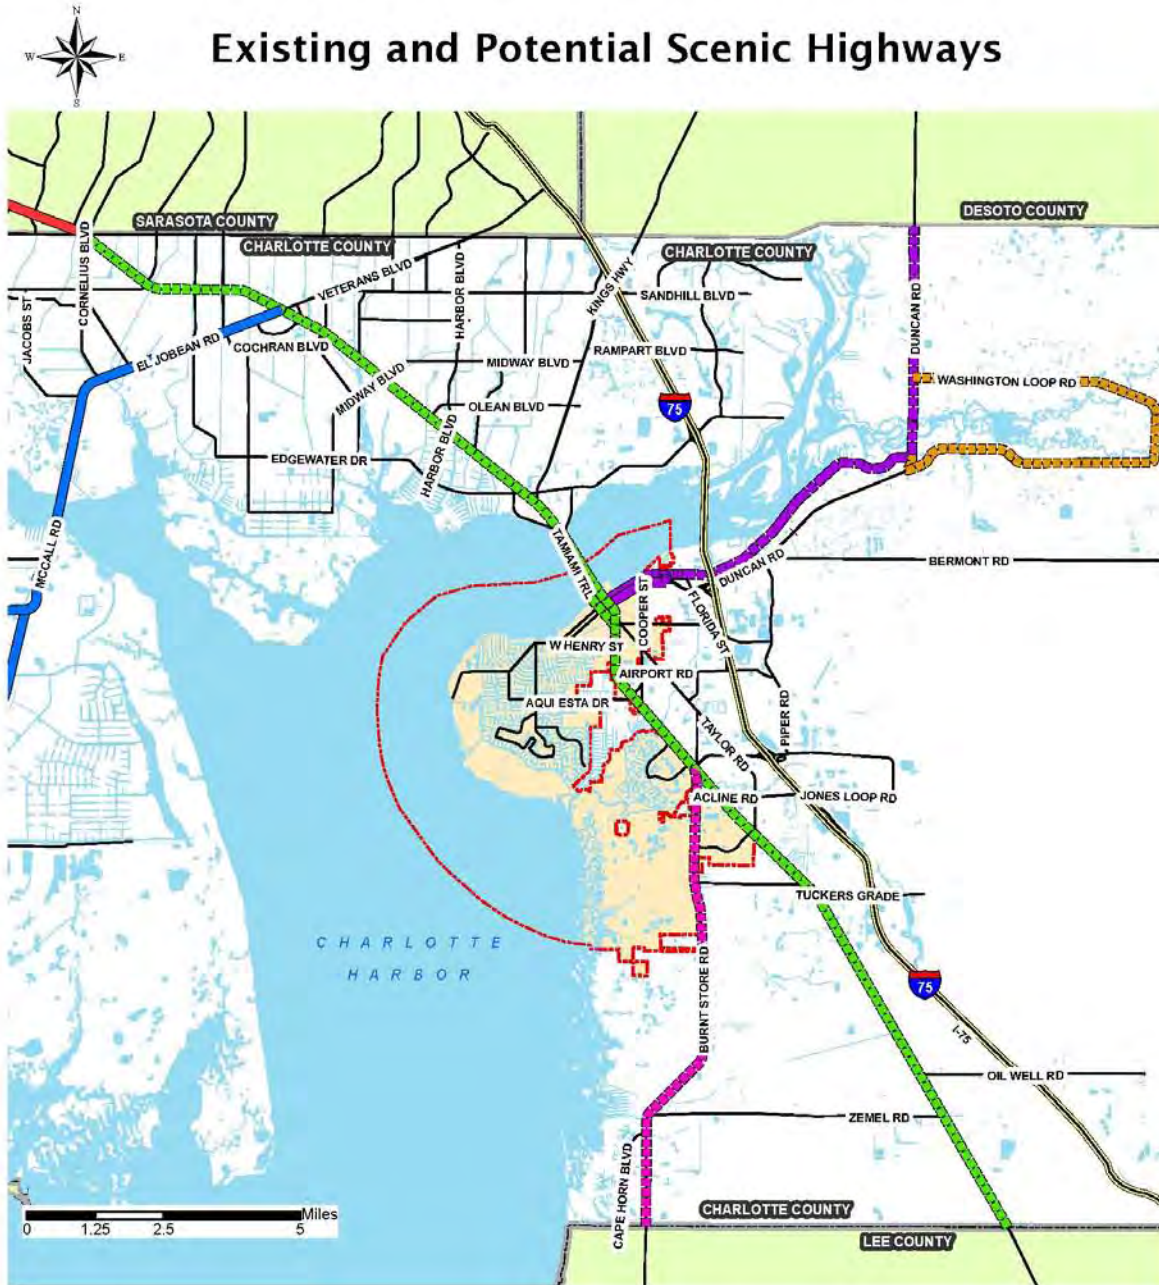 N
W E
S
Existing and Potential Scenic Highways
SARASOTA COUNTY
DESOTO COUNTY
CHARLOTTE COUNTY
CHARLOTTE COUNTY
CORNELIUS BLVD
VETERANS BLVD
HARBOR BLVD
KINGS HWY
SANDHILL BLVD
DUNCAN RD
JACOBS ST
EL JOBEAN RD
COCHRAN BLVD
MIDWAY BLVD
RAMPART BLVD
MIDWAY BLVD
WASHINGTON LOOP RD
75
OLEAN BLVD
HARBOR BLVD
EDGEWATER DR
MCCALL RD
TAMIAMI TRL
DUNCAN RD
BERMONT RD
COOPER ST
FLORIDA ST
W HENRY ST
AIRPORT RD
AQUI ESTA DR
TAYLOR RD
PIPER RD
ACLINE RD
JONES LOOP RD
TUCKERS GRADE
CHARLOTTE
HARBOR
BURNT STORE RD
75
I-75
OIL WELL RD
ZEMEL RD
CAPE HORN BLVD
CHARLOTTE COUNTY
LEE COUNTY
Miles
0 1.25 2.5 5